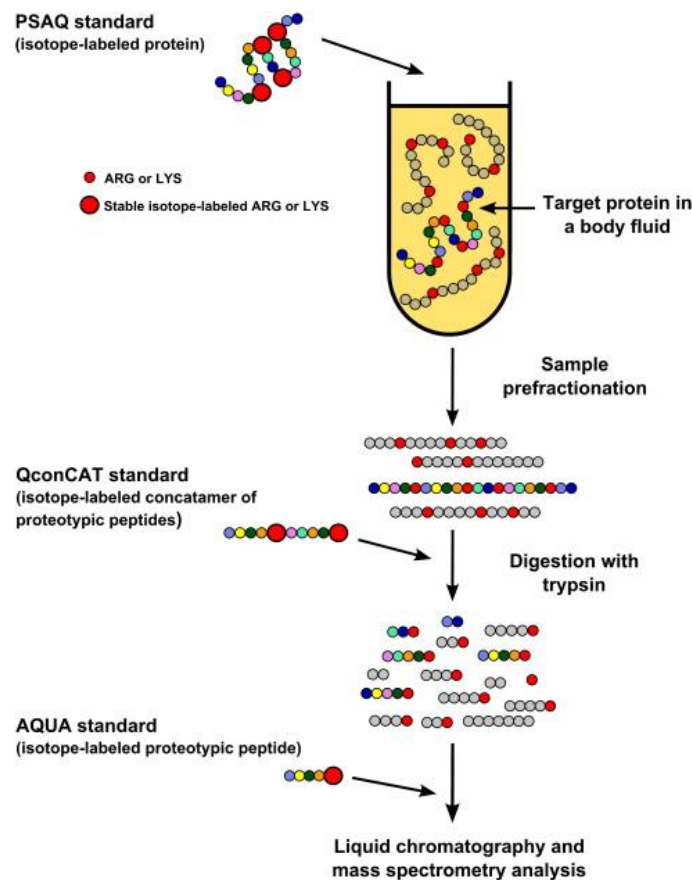 PSAQ standard
(isotope-labeled protein)
ARG or LYS
Stable isotope-labeled ARG or LYS
Target protein in
a body fluid
Sample
prefractionation
QconCAT standard
(isotope-labeled concatamer of
proteotypic peptides)
Digestion with
trypsin
AQUA standard
(isotope-labeled proteotypic peptide)
Liquid chromatography and
mass spectrometry analysis